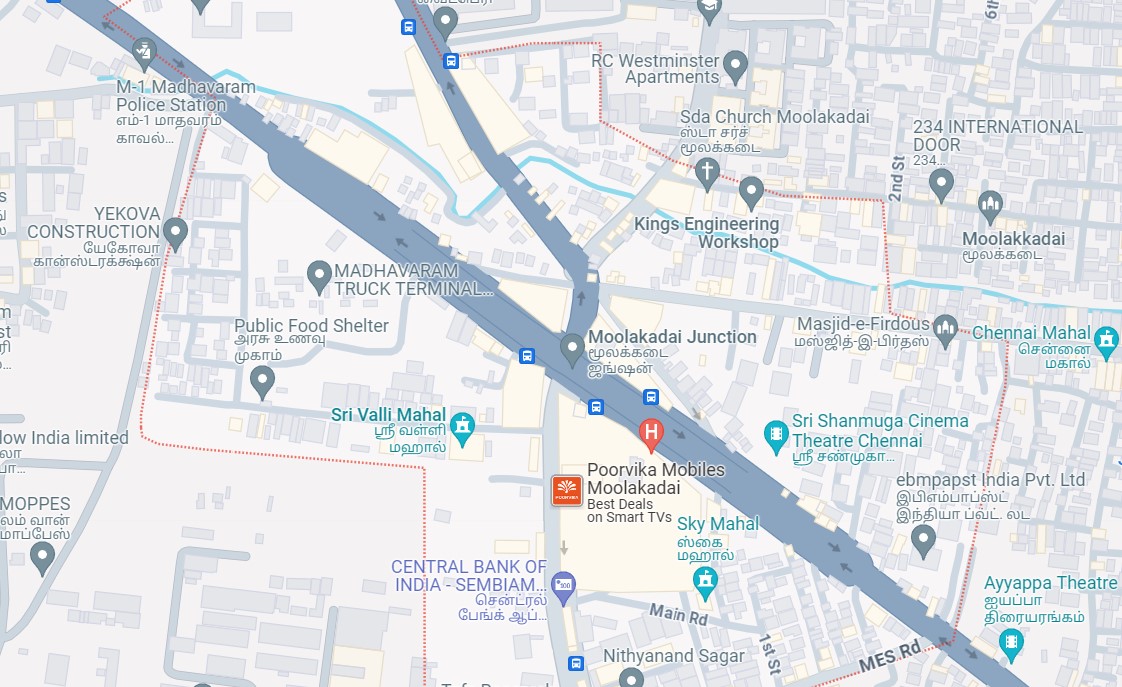 M-1 Madhavaram
Police Station
எம்-1 மாதவரம்
காவல்...
RC Westminster
Apartments
Sda Church Moolakadai
ஸ்டா சர்ச்
மூலக்கடை
234 INTERNATIONAL
DOOR
234...
2nd St
6th
YEKOVA
CONSTRUCTION
யேகோவா
கான்ஸ்டரக்ஷ்ன்
Kings Engineering
Workshop
Moolakkadai
மூலக்கடை
MADHAVARAM
TRUCK TERMINAL...
Public Food Shelter
அரசு உணவு
முகாம்
Moolakadai Junction
மூலக்கடை
ஜங்ஷன்
Masjid-e-Firdous
மஸ்ஜித்-இ-பிர்தஸ்
Chennai Mahal
சென்னை
மகால்
Sri Valli Mahal
ஸ்ரீ வள்ளி
மஹால்
H
Sri Shanmuga Cinema
Theatre Chennai
ஸ்ரீ சண்முகா...
low India limited
Poorvika Mobiles
Moolakadai
Best Deals
on Smart TVs
POORVIKA
ebmpapst India Pvt. Ltd
இபிஎம்பாப்ஸ்ட்
இந்தியா ப்வட். லட
MOPPES
லம் வான்
மாப்பேஸ்
Sky Mahal
ஸ்கை
மஹால்
CENTRAL BANK OF
INDIA - SEMBIAM...
சென்ட்ரல்
பேங்க் ஆப்...
Ayyappa Theatre
ஐயப்பா
திரையரங்கம்
Main Rd
1st St
MES Rd
Nithyanand Sagar